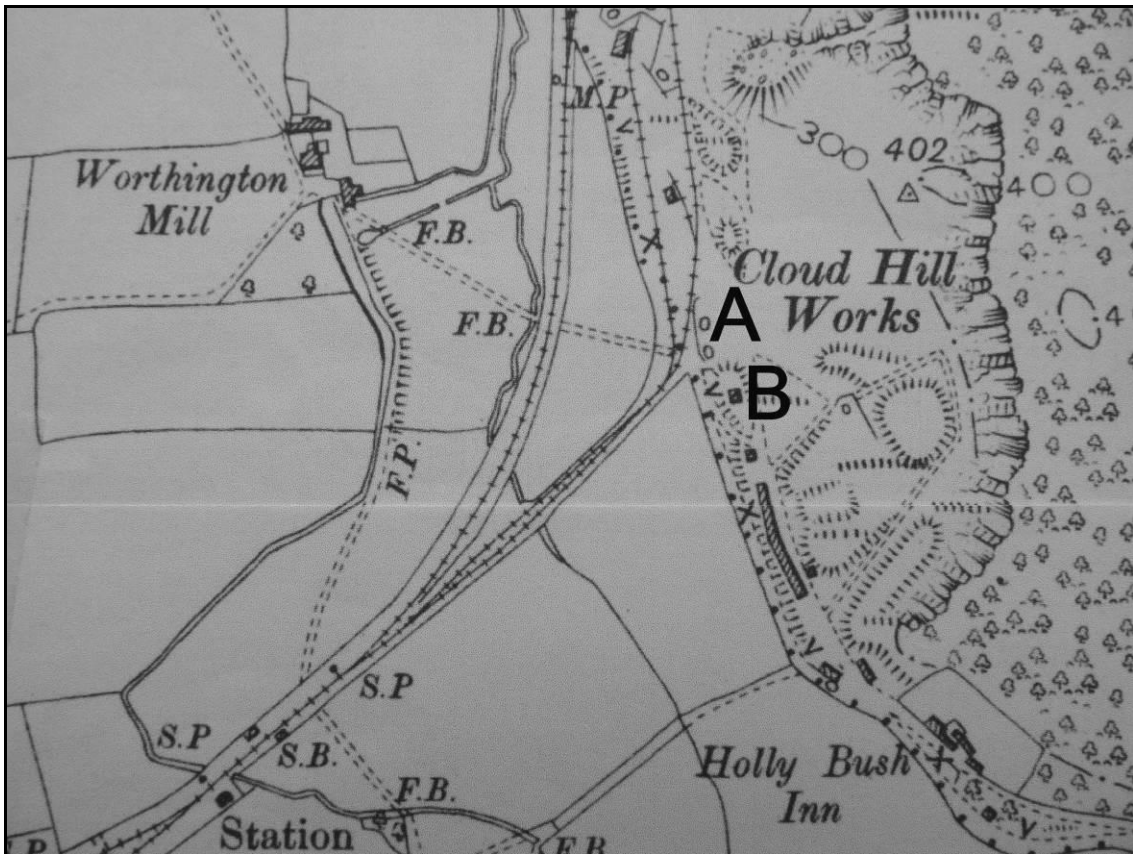 M.P
300 402
Worthington
Mill
400
F.B.
Cloud Hill
Works
A
F.B.
B
F.P.
S.P
S.P
S.B.
F.B.
Holly Bush
Inn
Station
F.B